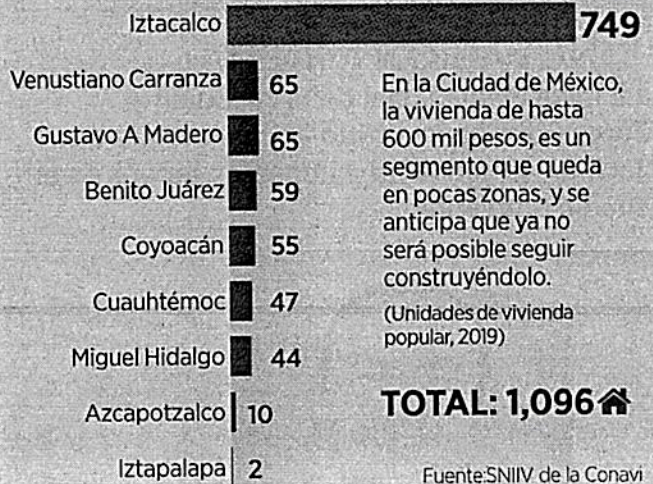 Iztacalco 749
Venustiano Carranza 65
Gustavo A Madero 65
Benito Juárez 59
Coyoacán 55
Cuauhtémoc 47
Miguel Hidalgo 44
Azcapotzalco 10
Iztapalapa 2
En la Ciudad de México,
la vivienda de hasta
600 mil pesos, es un
segmento que queda
en pocas zonas, y se
anticipa que ya no
será posible seguir
construyéndolo.
(Unidades de vivienda
popular, 2019)
TOTAL: 1,096
Fuente:SNIIV de la Conavi